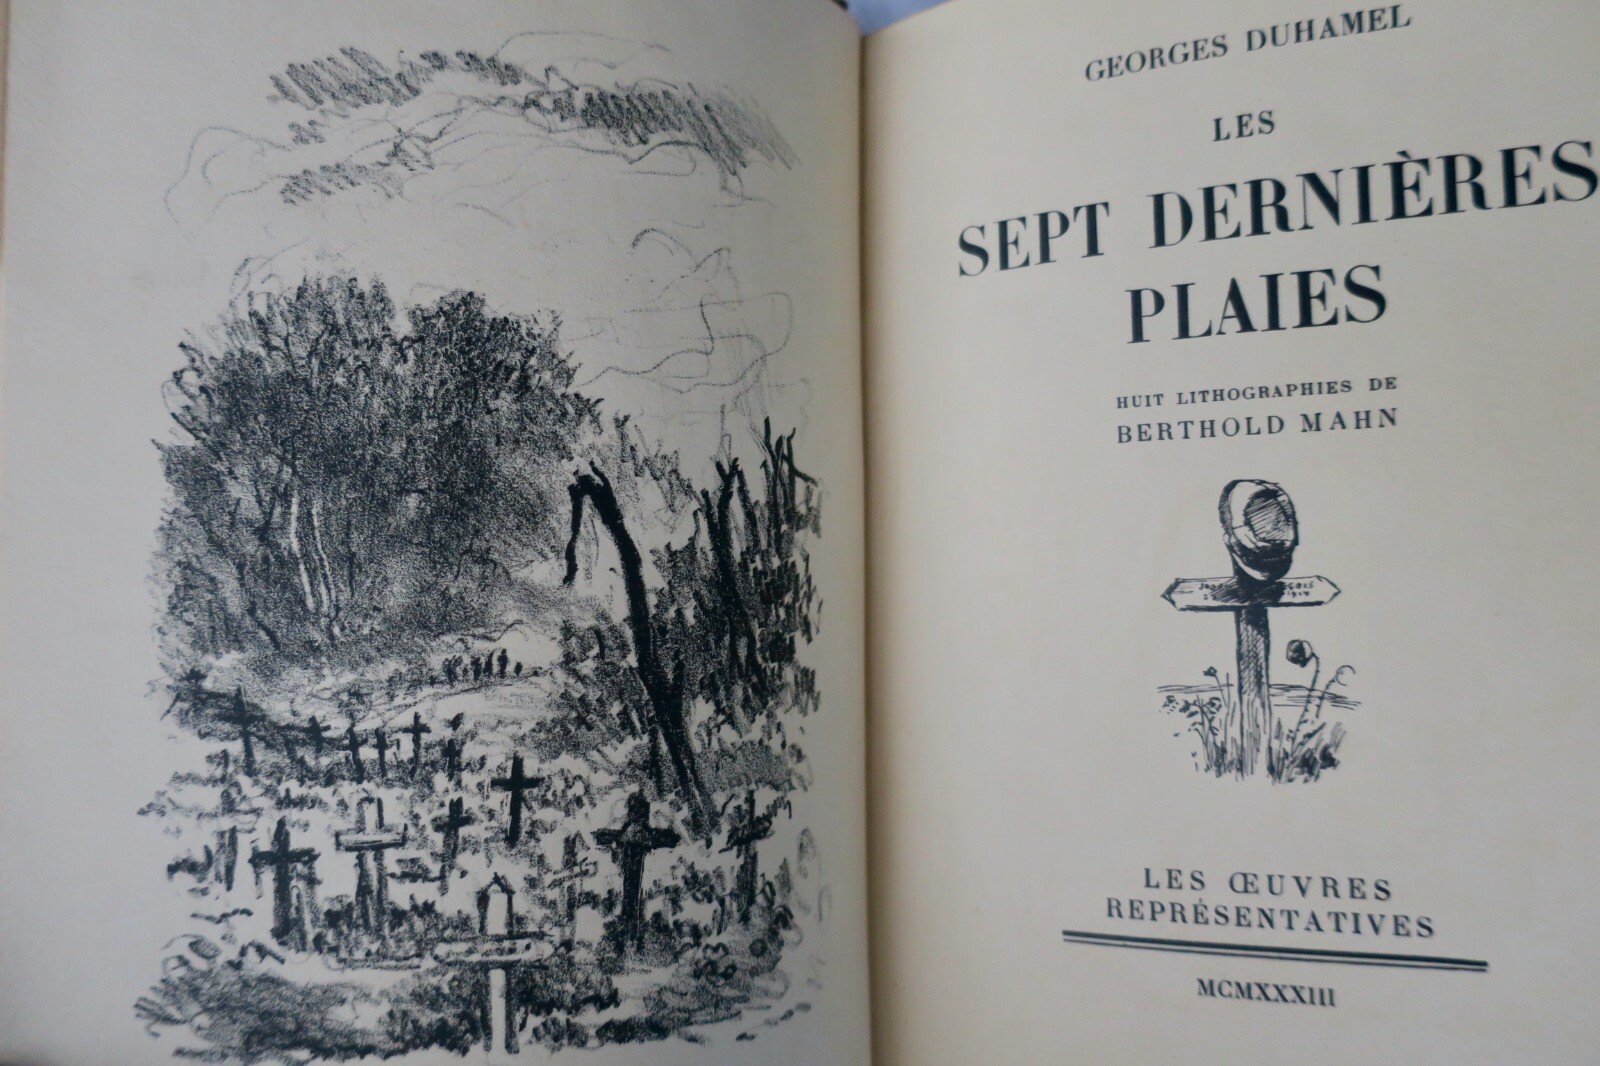 GEORGES DUHAMEL
LES
SEPT DERNIÈRES
PLAIES
HUIT LITHOGRAPHIES DE
BERTHOLD MAHN
LES ŒUVRES
REPRÉSENTATIVES
MCMXXXIII